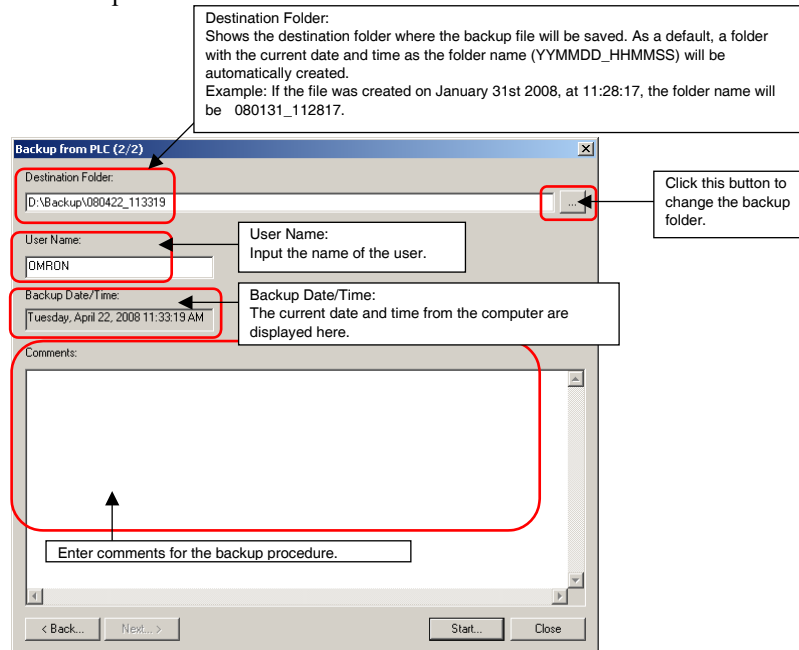 Destination Folder:
Shows the destination folder where the backup file will be saved. As a default, a folder
with the current date and time as the folder name (YYMMDD_HHMMSS) will be
automatically created.
Example: If the file was created on January 31st 2008, at 11:28:17, the folder name will
be 080131_112817.
Backup from PLC (2/2)
Destination Folder:
D:\Backup\080422_113319
...
Click this button to
change the backup
folder.
User Name:
OMRON
User Name:
Input the name of the user.
Backup Date/Time:
Tuesday, April 22, 2008 11:33:19 AM
Backup Date/Time:
The current date and time from the computer are
displayed here.
Comments:
Enter comments for the backup procedure.
< Back...
Next... >
Start...
Close